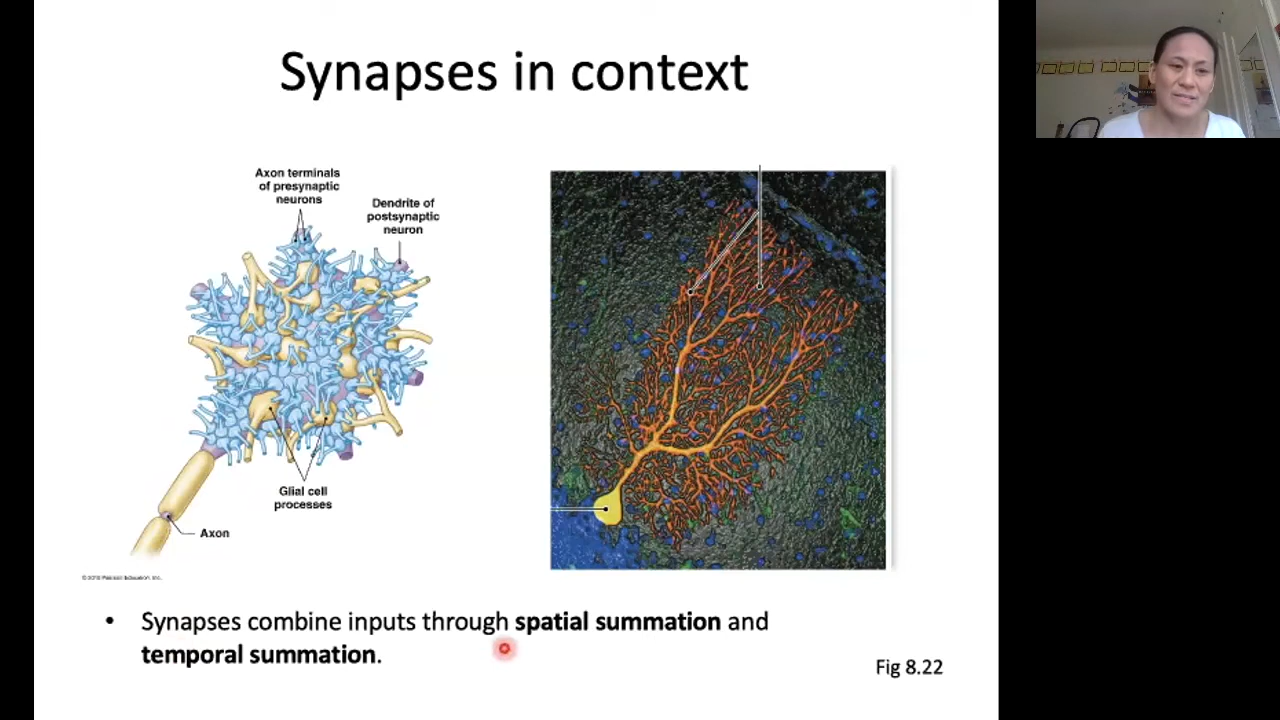 Synapses in context
Axon terminals
of presynaptic
neurons
Dendrite of
postsynaptic
neuron
Glial cell
processes
Axon
Synapses combine inputs through spatial summation and
temporal summation.
Fig 8.22